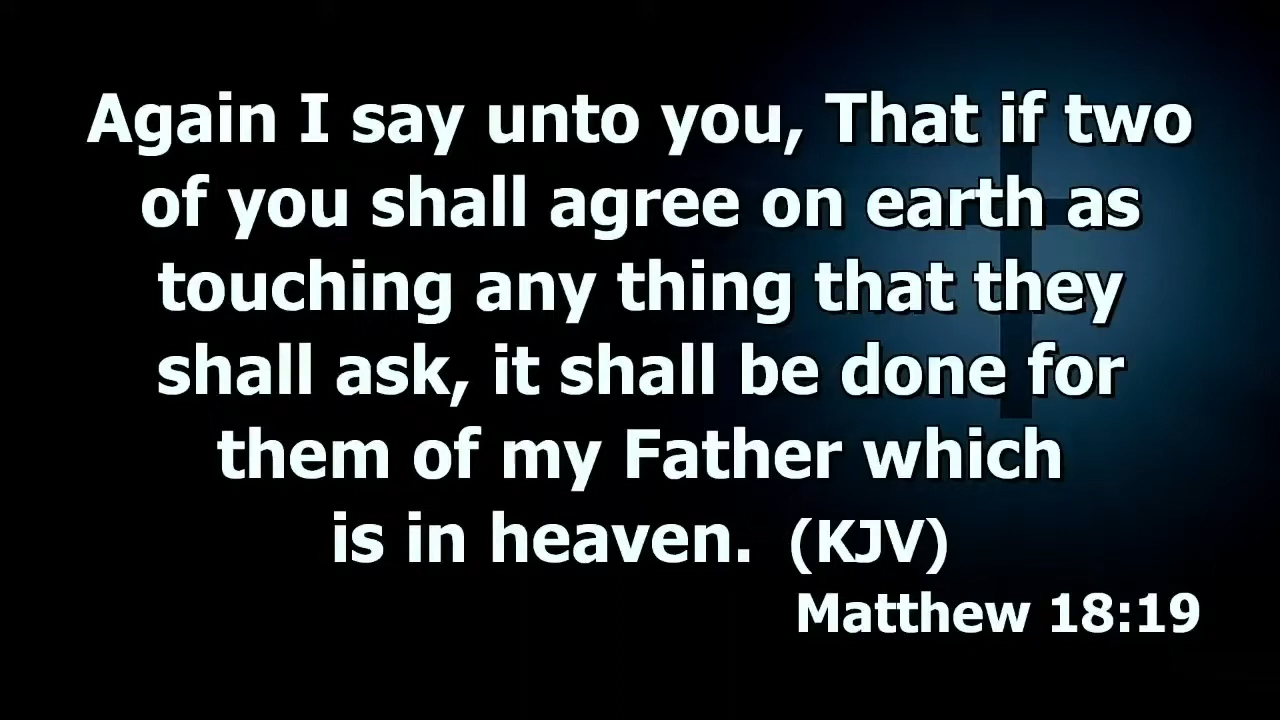 Again I say unto you, That if two
of you shall agree on earth as
touching any thing that they
shall ask, it shall be done for
them of my Father which
is in heaven. (KJV)
Matthew 18:19